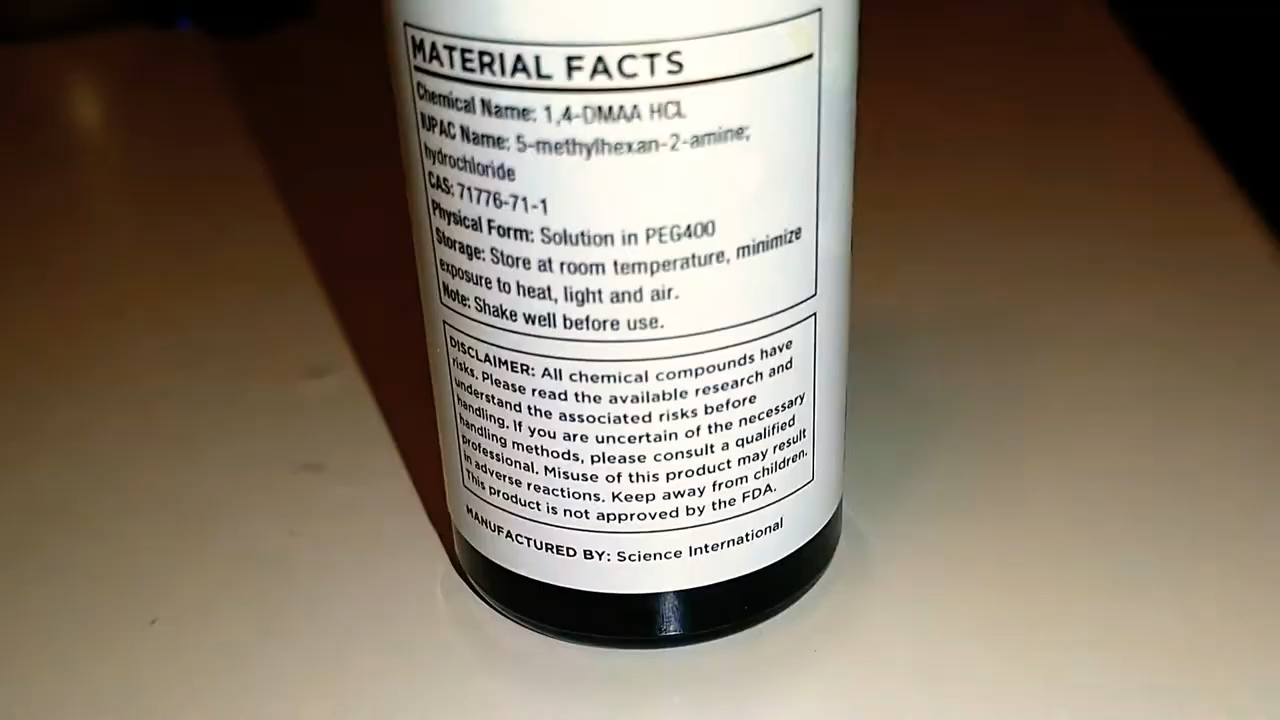 MATERIAL FACTS
Chemical Name: 1,4-DMAA HCL
IUPAC Name: 5-methylhexan-2-amine;
hydrochloride
CAS: 71776-71-1
Physical Form: Solution in PEG400
Storage: Store at room temperature, minimize
exposure to heat, light and air.
Note: Shake well before use.
DISCLAIMER: All chemical compounds have
risks. Please read the available research and
understand the associated risks before
handling. If you are uncertain of the necessary
handling methods, please consult a qualified
professional. Misuse of this product may result
in adverse reactions. Keep away from children.
This product is not approved by the FDA.
MANUFACTURED BY: Science International